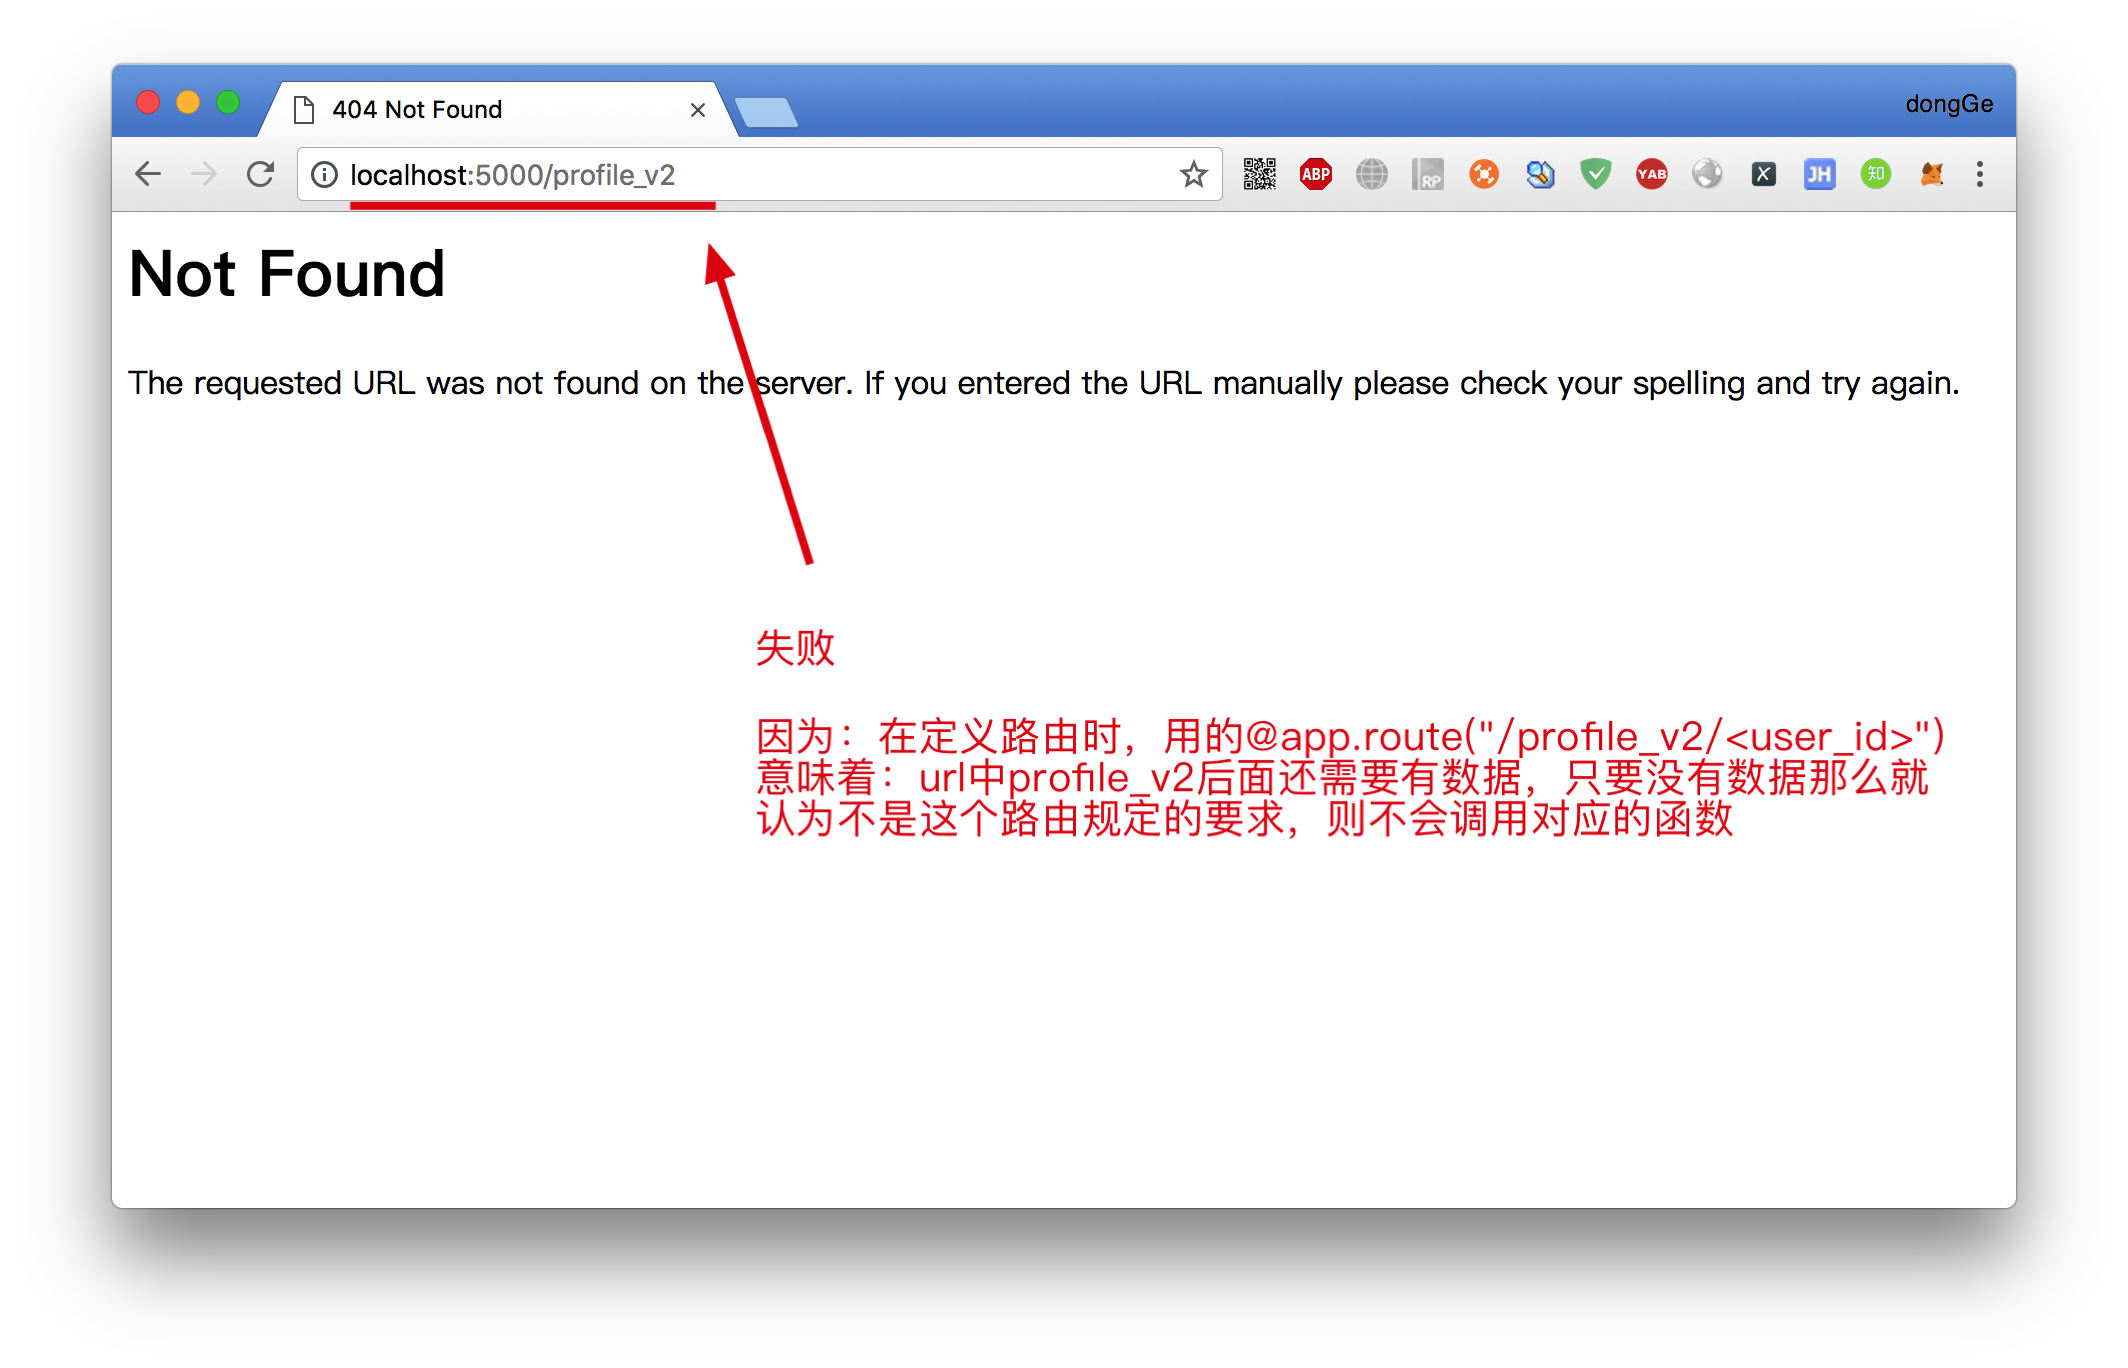 404 Not Found
dongGe
localhost:5000/profile_v2
ABP
RP
YAB
X
JH
知
Not Found
The requested URL was not found on the server. If you entered the URL manually please check your spelling and try again.
失败
因为：在定义路由时，用的@app.route("/profile_v2/<user_id>")
意味着：url中profile_v2后面还需要有数据，只要没有数据那么就
认为不是这个路由规定的要求，则不会调用对应的函数